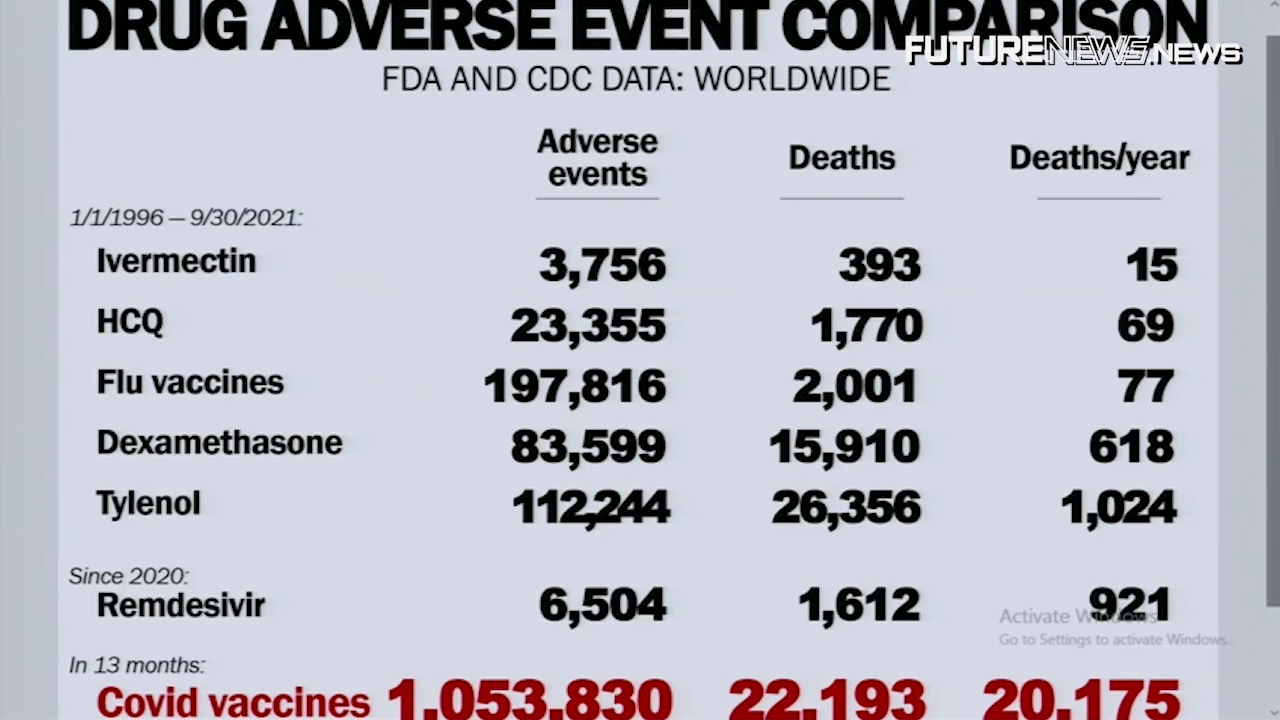 DRUG ADVERSE EVENT COMPARISON
FUTURENEWS.NEWS
FDA AND CDC DATA: WORLDWIDE
Adverse events Deaths Deaths/year
1/1/1996 – 9/30/2021:
Ivermectin 3,756 393 15
HCQ 23,355 1,770 69
Flu vaccines 197,816 2,001 77
Dexamethasone 83,599 15,910 618
Tylenol 112,244 26,356 1,024
Since 2020:
Remdesivir 6,504 1,612 921
Activate Windows
Go to Settings to activate Windows.
In 13 months:
Covid vaccines 1,053,830 22,193 20,175